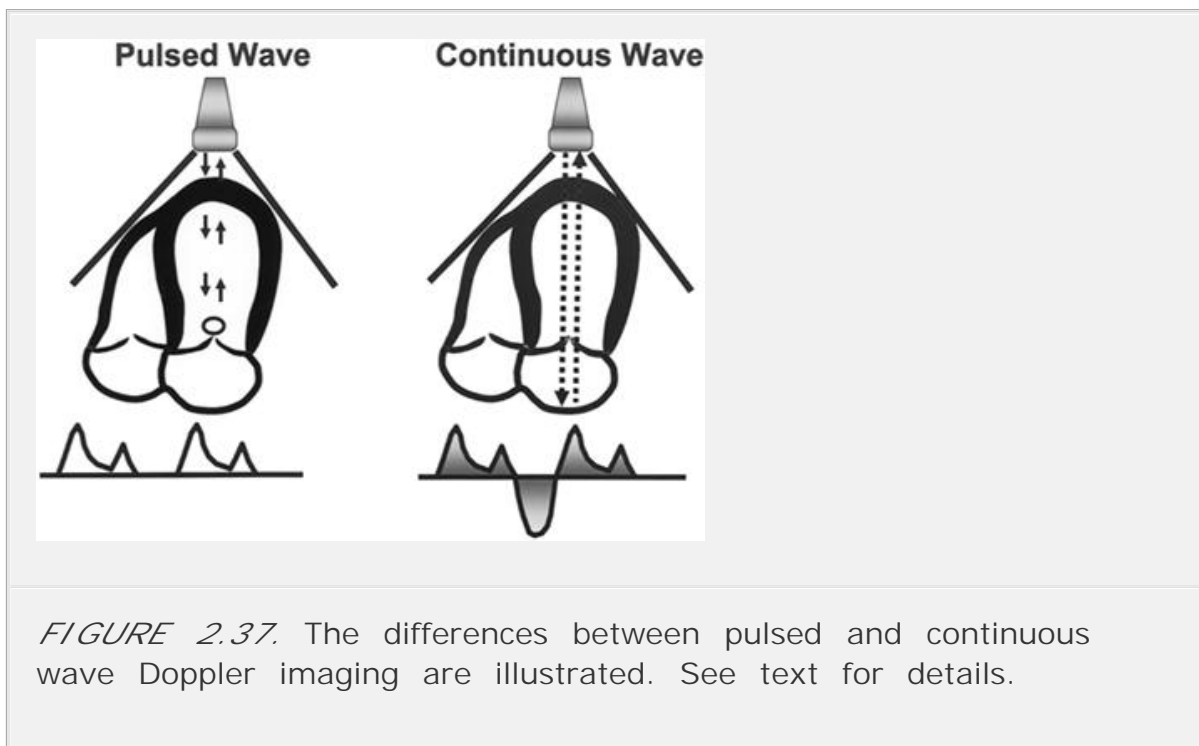 Pulsed Wave Continuous Wave
FIGURE 2.37. The differences between pulsed and continuous
wave Doppler imaging are illustrated. See text for details.